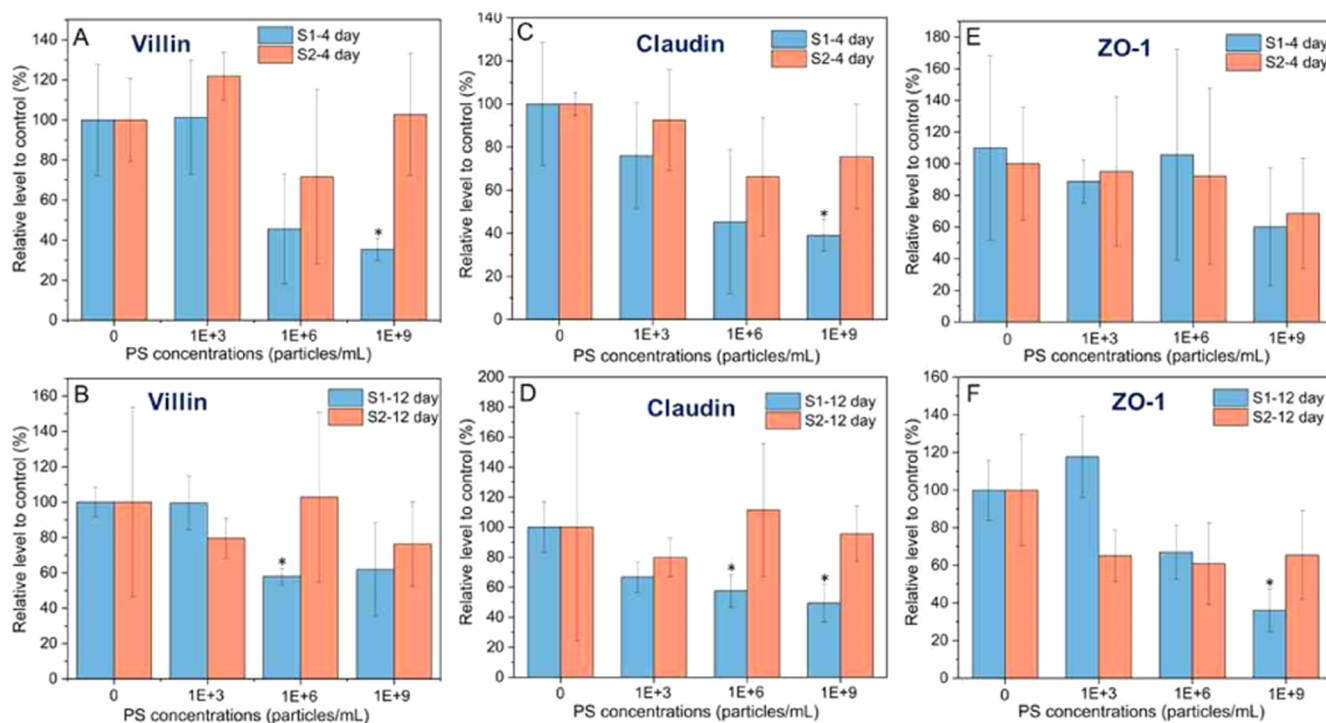 A
Villin
S1-4 day
S2-4 day
Relative level to control (%)
140
120
100
80
60
40
20
0
0 1E+3 1E+6 1E+9
PS concentrations (particles/mL)
*
C
Claudin
S1-4 day
S2-4 day
Relative level to control (%)
140
120
100
80
60
40
20
0
0 1E+3 1E+6 1E+9
PS concentrations (particles/mL)
*
E
ZO-1
S1-4 day
S2-4 day
Relative level to control (%)
180
160
140
120
100
80
60
40
20
0
0 1E+3 1E+6 1E+9
PS concentrations (particles/mL)
B
Villin
S1-12 day
S2-12 day
Relative level to control (%)
160
140
120
100
80
60
40
20
0
0 1E+3 1E+6 1E+9
PS concentrations (particles/mL)
*
D
Claudin
S1-12 day
S2-12 day
Relative level to control (%)
200
180
160
140
120
100
80
60
40
20
0
0 1E+3 1E+6 1E+9
PS concentrations (particles/mL)
*
*
F
ZO-1
S1-12 day
S2-12 day
Relative level to control (%)
160
140
120
100
80
60
40
20
0
0 1E+3 1E+6 1E+9
PS concentrations (particles/mL)
*